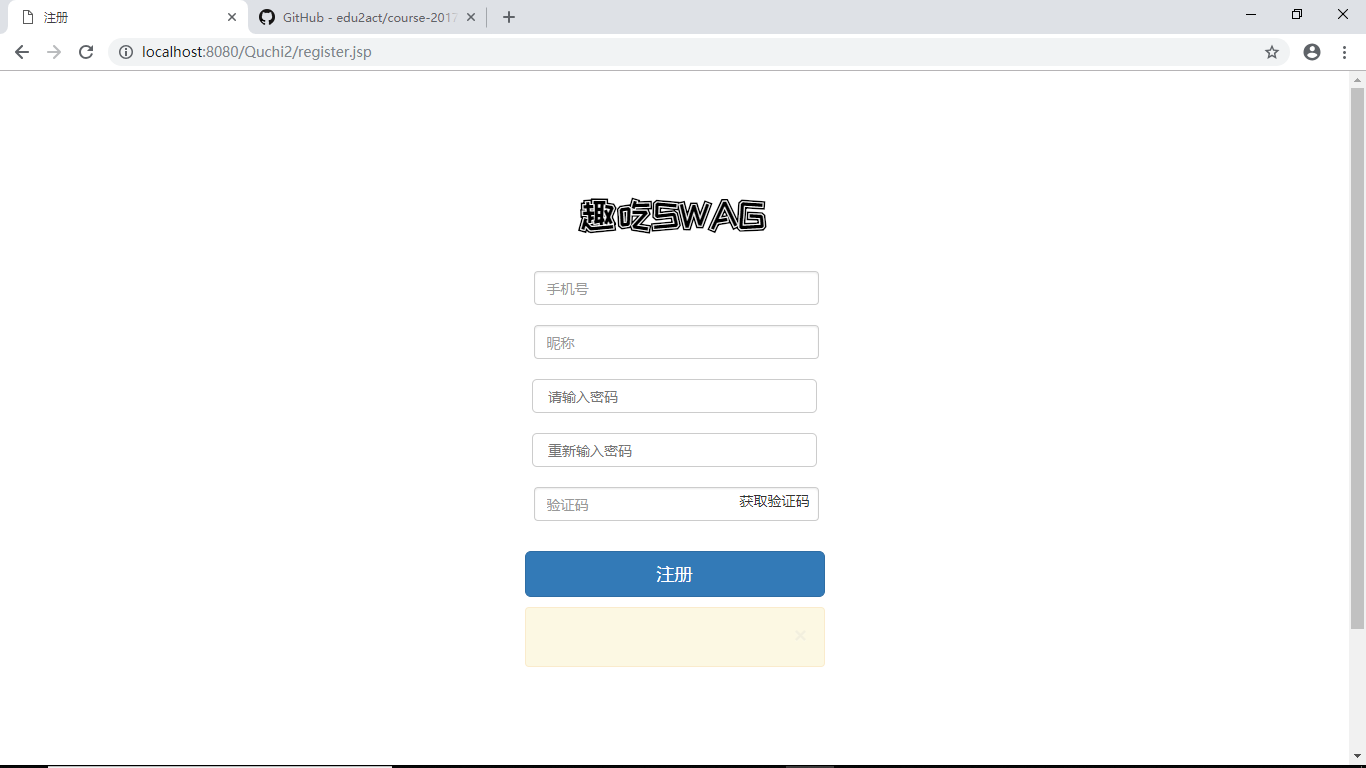 注册
GitHub - edu2act/course-2017
localhost:8080/Quchi2/register.jsp
趣吃SWAG
手机号
昵称
请输入密码
重新输入密码
验证码 获取验证码
注册